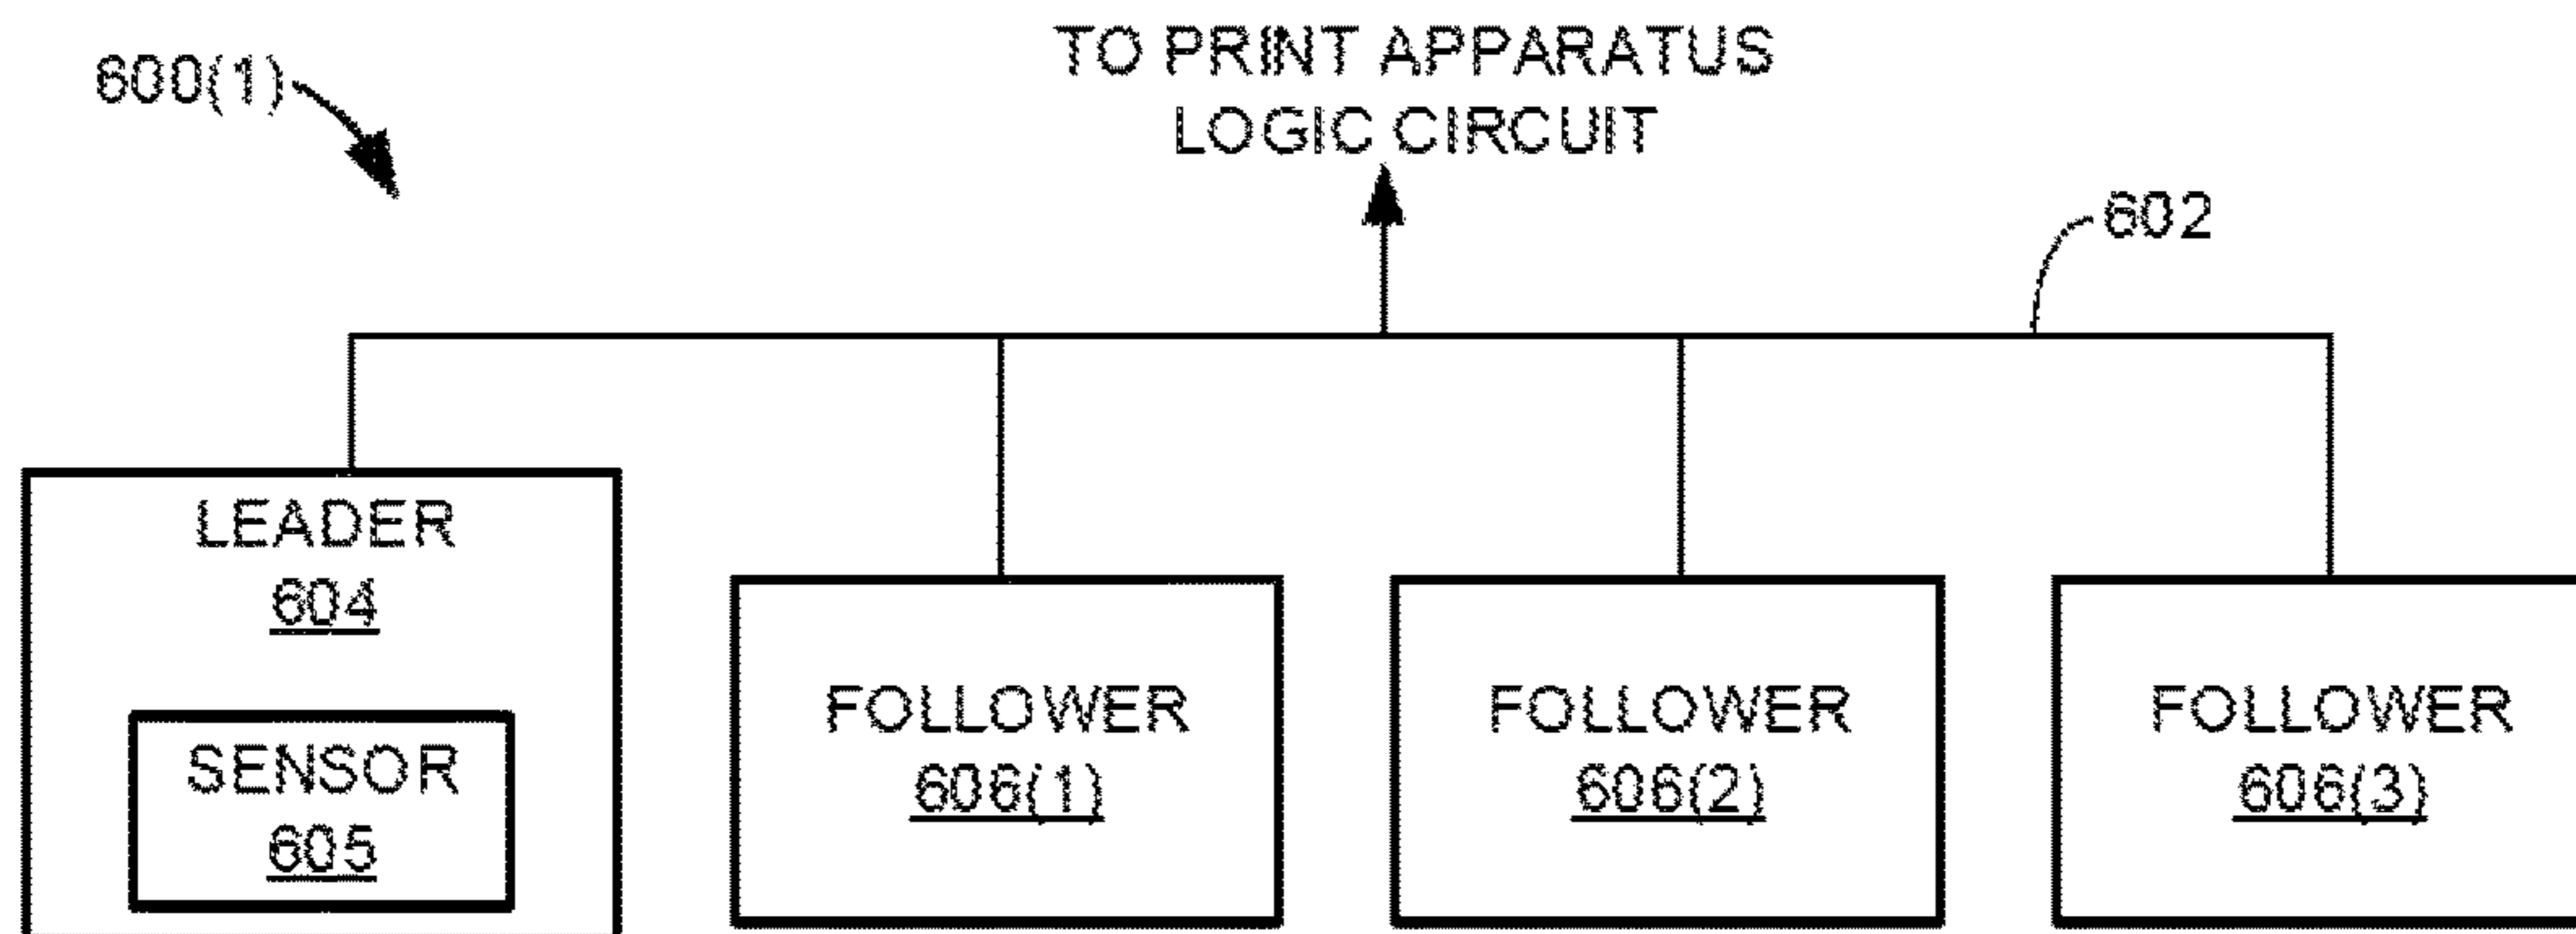 600(1)
TO PRINT APPARATUS
LOGIC CIRCUIT
602
LEADER
604
SENSOR
605
FOLLOWER
606(1)
FOLLOWER
606(2)
FOLLOWER
606(3)